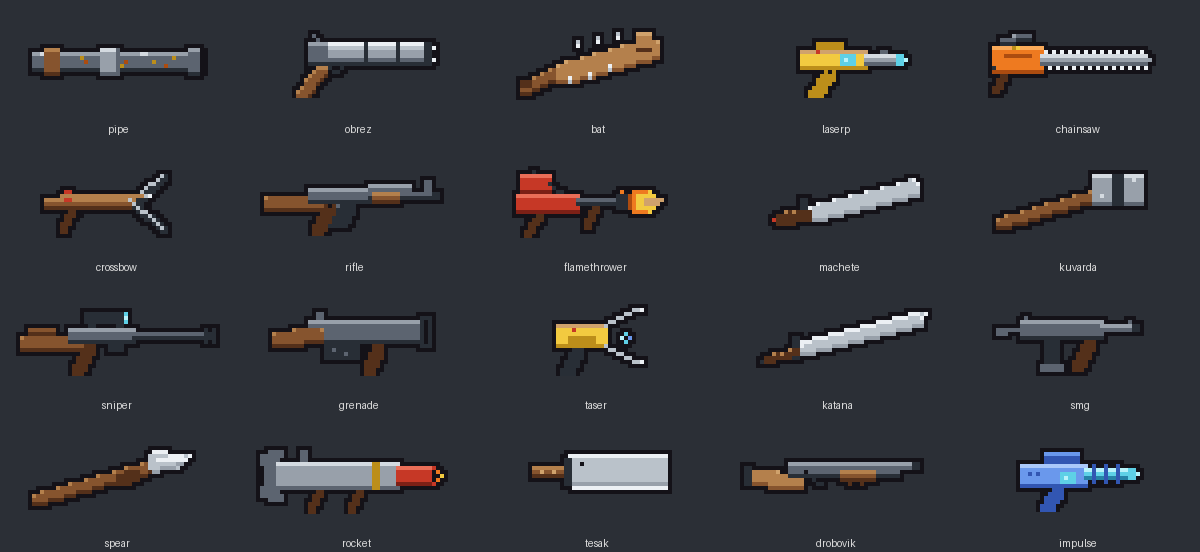 pipe
obrez
bat
laserp
chainsaw
crossbow
rifle
flamethrower
machete
kuvarda
sniper
grenade
taser
katana
smg
spear
rocket
tesak
drobovik
impulse